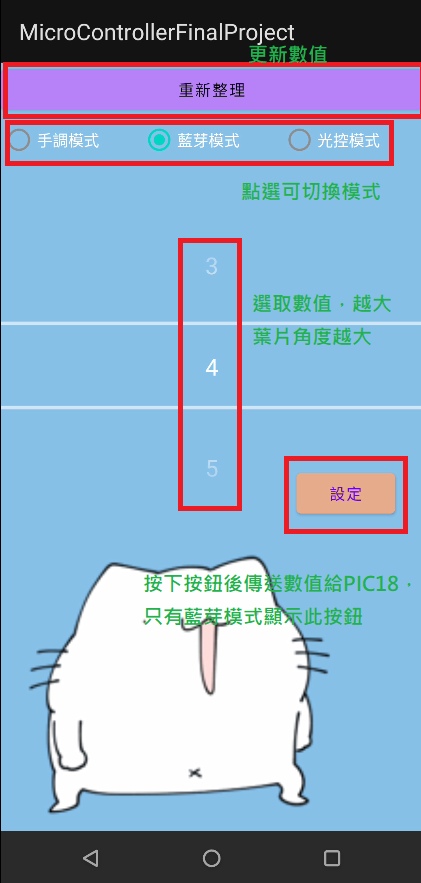 MicroControllerFinalProject
更新數值
重新整理
手調模式
藍芽模式
光控模式
點選可切換模式
3
選取數值，越大
葉片角度越大
4
5
設定
按下按鈕後傳送數值給PIC18，
只有藍芽模式顯示此按鈕